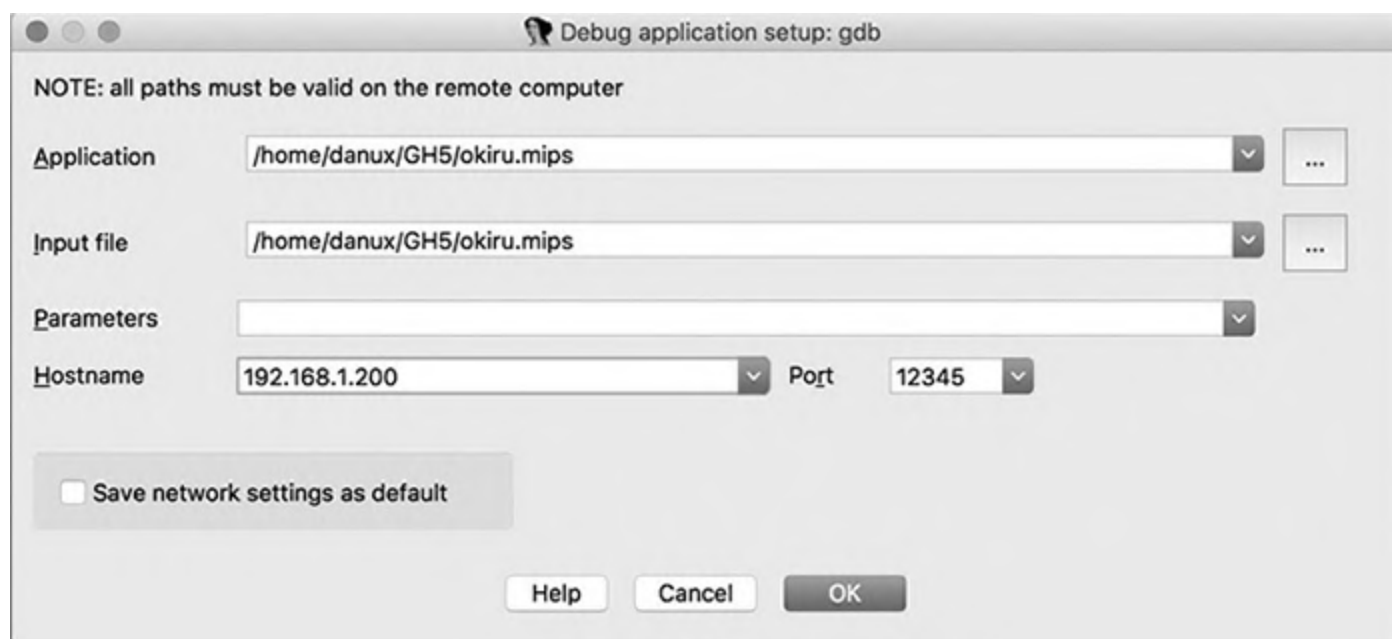 Debug application setup: gdb
NOTE: all paths must be valid on the remote computer
Application /home/danux/GH5/okiru.mips ...
Input file /home/danux/GH5/okiru.mips ...
Parameters
Hostname 192.168.1.200 Port 12345
Save network settings as default
Help Cancel OK